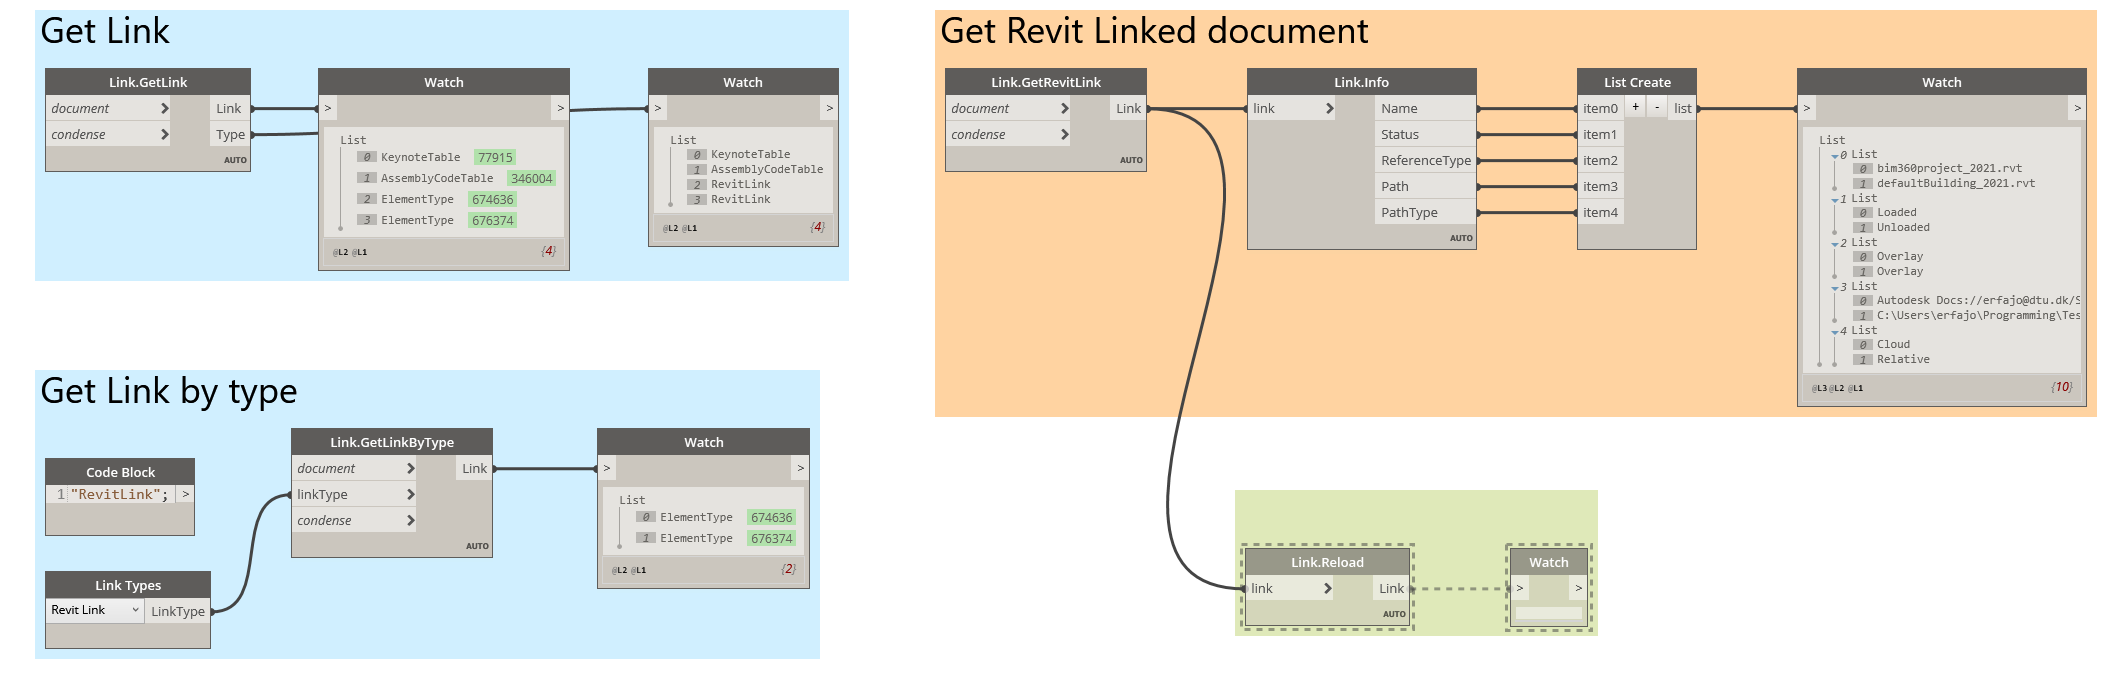 Get Link
Link.GetLink
document > Link
condense > Type
AUTO
Watch
> >
List
0 KeynoteTable 77915
1 AssemblyCodeTable 346004
2 ElementType 674636
3 ElementType 676374
@L2 @L1 {4}
Watch
> >
List
0 KeynoteTable
1 AssemblyCodeTable
2 RevitLink
3 RevitLink
@L2 @L1 {4}
Get Link by type
Code Block
1 "RevitLink"; >
Link Types
Revit Link LinkType
Link.GetLinkByType
document > Link
linkType
condense >
AUTO
Watch
> >
List
0 ElementType 674636
1 ElementType 676374
@L2 @L1 {2}
Get Revit Linked document
Link.GetRevitLink
document > Link
condense >
AUTO
Link.Info
link > Name
Status
ReferenceType
Path
PathType
AUTO
List Create
item0 + - list
item1
item2
item3
item4
Watch
> >
List
0 List
0 bim360project_2021.rvt
1 defaultBuilding_2021.rvt
1 List
0 Loaded
1 Unloaded
2 List
0 Overlay
1 Overlay
3 List
0 Autodesk Docs://erfajo@dtu.dk/S
1 C:\Users\erfajo\Programming\Tes
4 List
0 Cloud
1 Relative
@L3 @L2 @L1 {10}
Link.Reload
link > Link
AUTO
Watch
> >